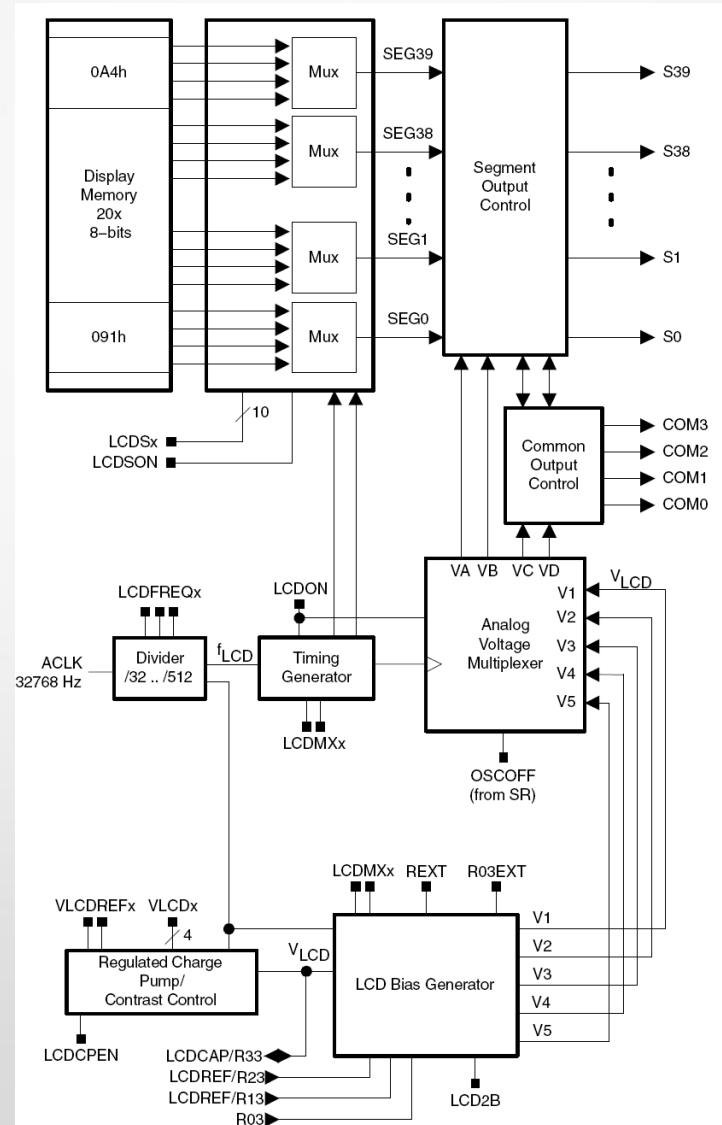 0A4h
Display
Memory
20x
8–bits
091h
Mux
Mux
Mux
Mux
SEG39
SEG38
SEG1
SEG0
Segment
Output
Control
S39
S38
S1
S0
LCDSx
10
LCDSON
Common
Output
Control
COM3
COM2
COM1
COM0
LCDFREQx
ACLK
32768 Hz
Divider
/32 .. /512
fLCD
LCDON
Timing
Generator
LCDMXx
VA VB VC VD
Analog
Voltage
Multiplexer
V1
V2
V3
V4
V5
VLCD
OSCOFF
(from SR)
VLCDREFx
VLCDx
4
Regulated Charge
Pump/
Contrast Control
LCDCPEN
VLCD
LCDMXx
REXT
R03EXT
LCD Bias Generator
V1
V2
V3
V4
V5
LCDCAP/R33
LCDREF/R23
LCDREF/R13
R03
LCD2B